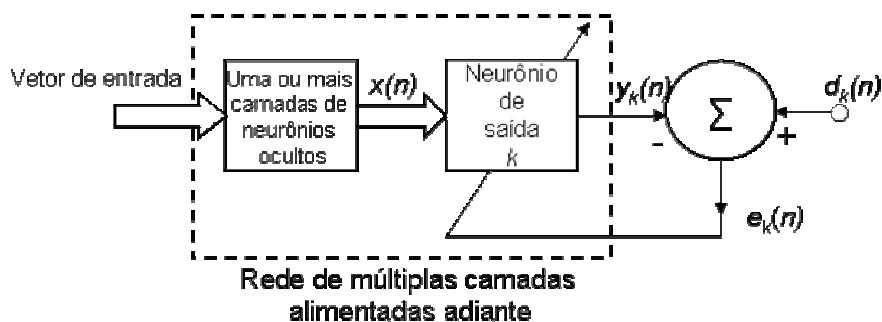 Vetor de entrada
Uma ou mais
camadas de
neurônios
ocultos
x(n)
Neurônio
de
saída
k
yk(n)
Σ
dk(n)
-
+
ek(n)
Rede de múltiplas camadas
alimentadas adiante